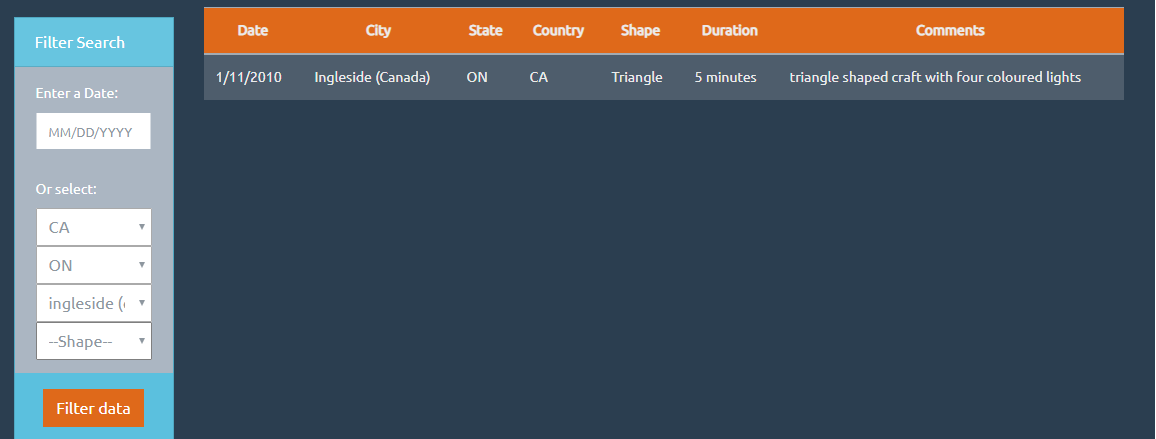 Filter Search
Enter a Date:
MM/DD/YYYY
Or select:
CA
ON
ingleside (
--Shape--
Filter data
Date City State Country Shape Duration Comments
1/11/2010 Ingleside (Canada) ON CA Triangle 5 minutes triangle shaped craft with four coloured lights